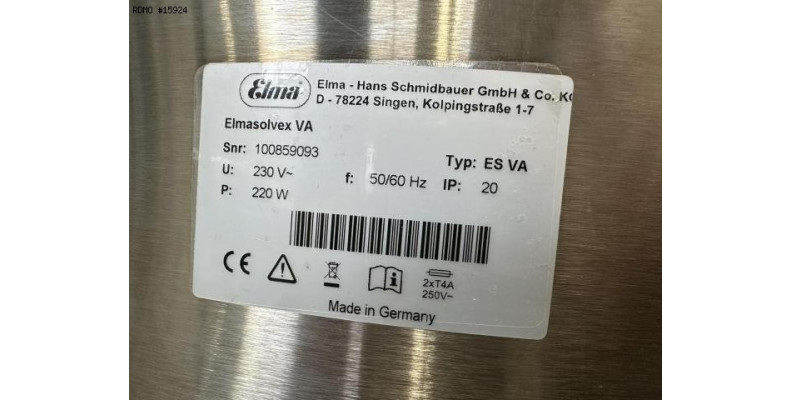 RDMO #15924
Elma
Elma - Hans Schmidbauer GmbH & Co. KG
D - 78224 Singen, Kolpingstraße 1-7
Elmasolvex VA
Snr: 100859093
Typ: ES VA
U: 230 V~
f: 50/60 Hz
IP: 20
P: 220 W
CE
2xT4A
250V~
Made in Germany